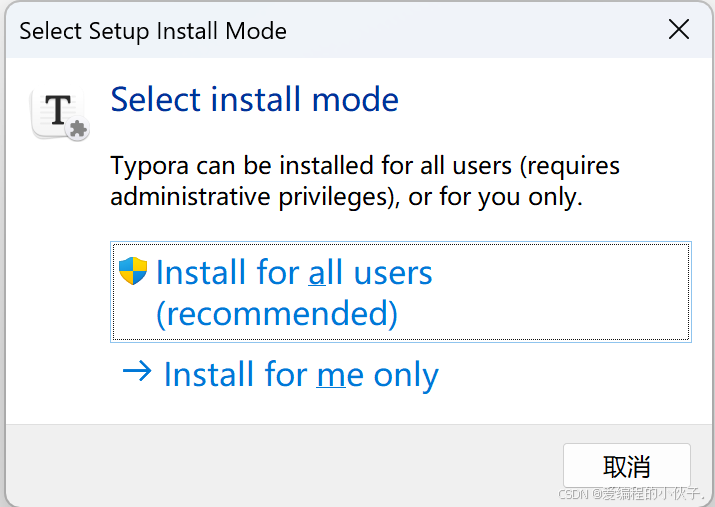 Select Setup Install Mode
T
Select install mode
Typora can be installed for all users (requires
administrative privileges), or for you only.
Install for all users
(recommended)
Install for me only
取消
CSDN @爱编程的小伙子.